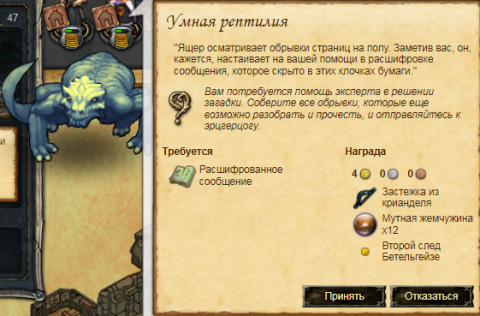 47
Умная рептилия
"Ящер осматривает обрывки страниц на полу. Заметив вас, он,
кажется, настаивает на вашей помощи в расшифровке
сообщения, которое скрыто в этих клочках бумаги."
Вам потребуется помощь эксперта в решении
загадки. Соберите все обрывки, которые еще
возможно разобрать и прочесть, и отправляйтесь к
эрцгерцогу.
Требуется
Расшифрованное
сообщение
Награда
4 0 0
Застежка из
крианделя
Мутная жемчужина
x12
Второй след
Бетельгейзе
Принять
Отказаться